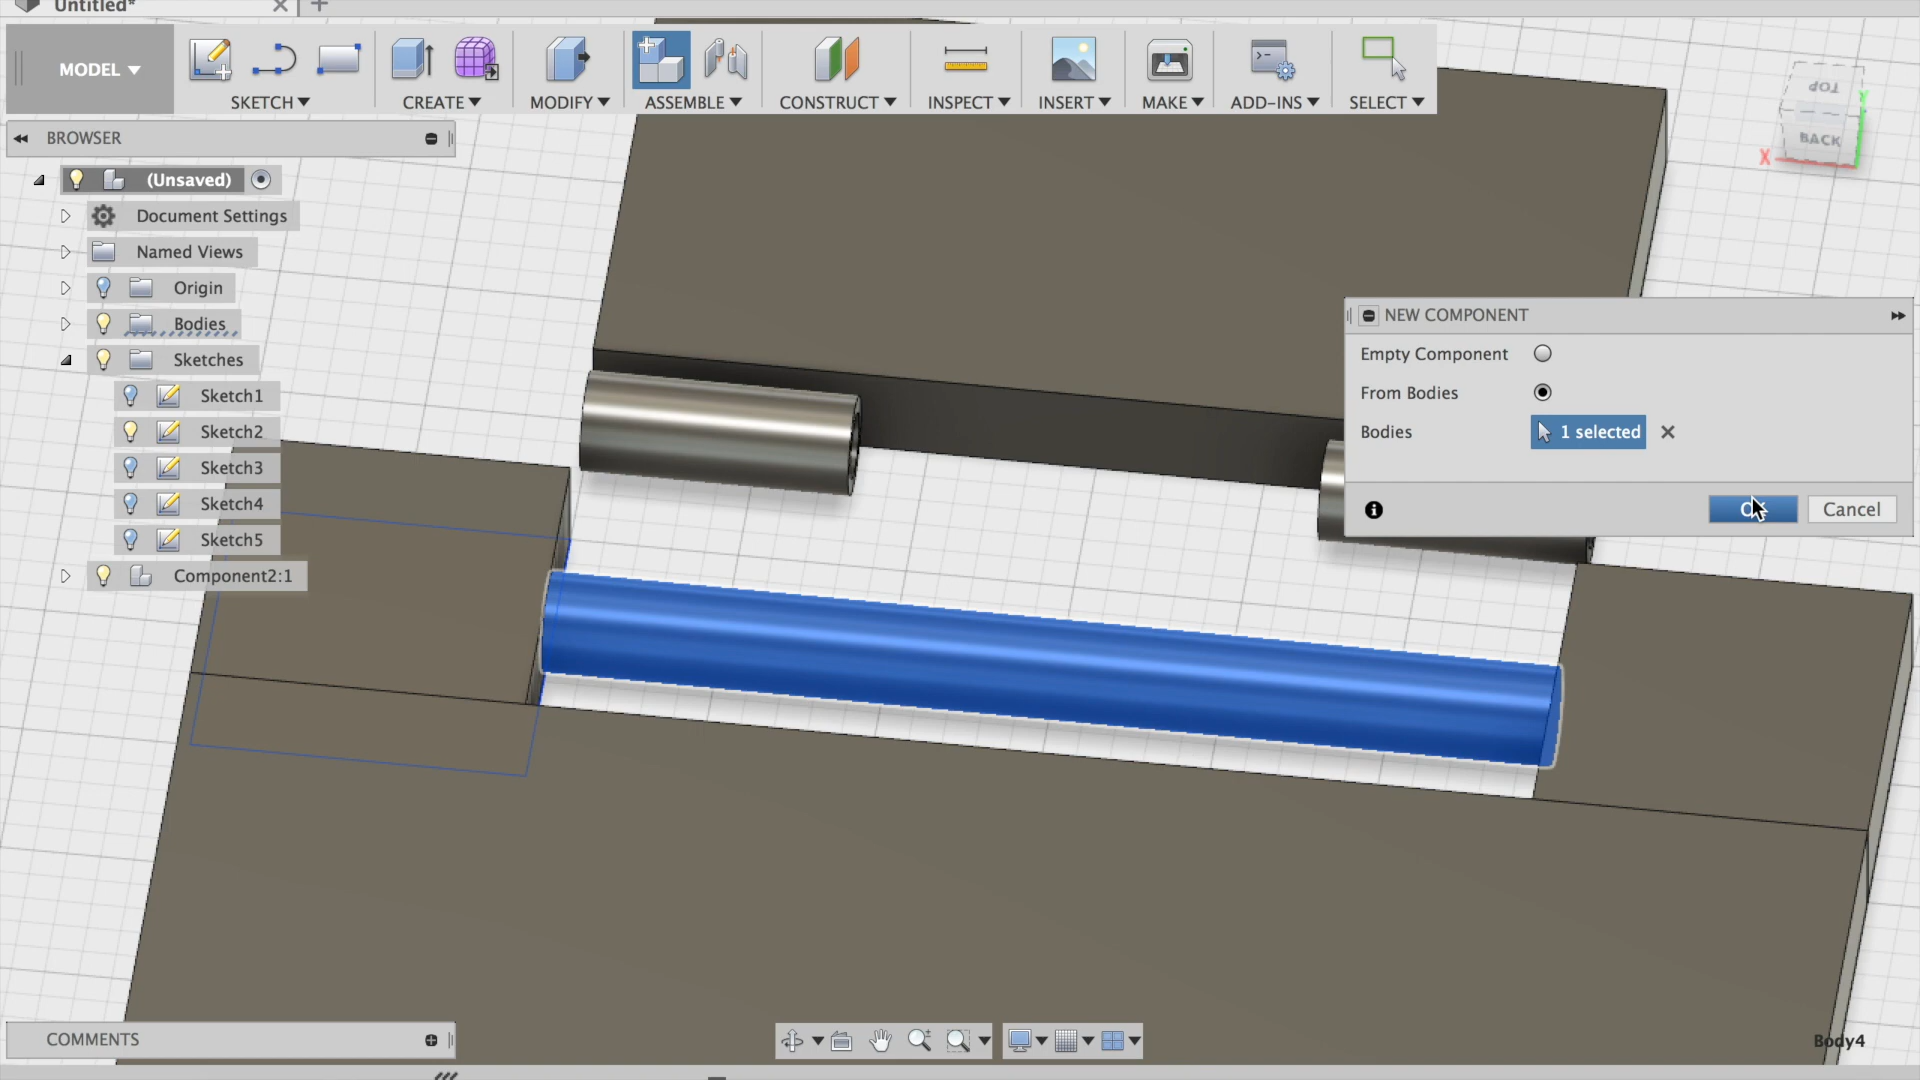 Untitled*
MODEL
SKETCH
CREATE
MODIFY
ASSEMBLE
CONSTRUCT
INSPECT
INSERT
MAKE
ADD-INS
SELECT
TOP
BACK
X
Y
BROWSER
(Unsaved)
Document Settings
Named Views
Origin
Bodies
Sketches
Sketch1
Sketch2
Sketch3
Sketch4
Sketch5
Component2:1
NEW COMPONENT
Empty Component
From Bodies
Bodies
1 selected
Cancel
COMMENTS
Body4